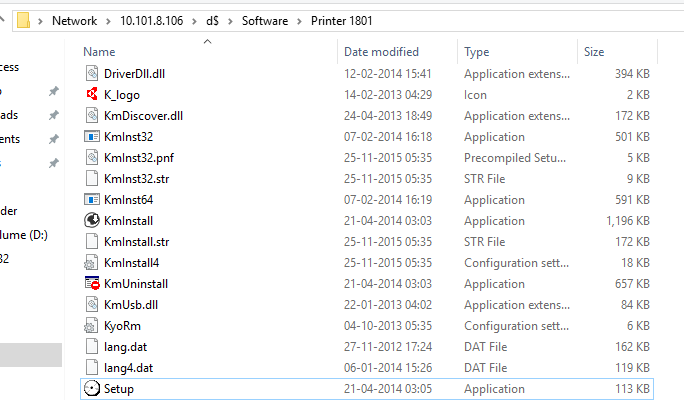 Network > 10.101.8.106 > d$ > Software > Printer 1801
Name Date modified Type Size
cess
DriverDll.dll 12-02-2014 15:41 Application extens... 394 KB
K_logo 14-02-2013 04:29 Icon 2 KB
ads
KmDiscover.dll 24-04-2013 18:49 Application extens... 172 KB
ents
KmInst32 07-02-2014 16:18 Application 501 KB
KmInst32.pnf 25-11-2015 05:35 Precompiled Setu... 5 KB
KmInst32.str 25-11-2015 05:35 STR File 9 KB
KmInst64 07-02-2014 16:19 Application 591 KB
der
KmInstall 21-04-2014 03:03 Application 1,196 KB
lume (D:)
KmInstall.str 25-11-2015 05:35 STR File 172 KB
32
KmInstall4 25-11-2015 05:35 Configuration sett... 18 KB
KmUninstall 21-04-2014 03:03 Application 657 KB
KmUsb.dll 22-01-2013 04:02 Application extens... 84 KB
KyoRm 04-10-2013 05:35 Configuration sett... 6 KB
lang.dat 27-11-2012 17:24 DAT File 162 KB
lang4.dat 06-01-2014 15:26 DAT File 119 KB
Setup 21-04-2014 03:05 Application 113 KB